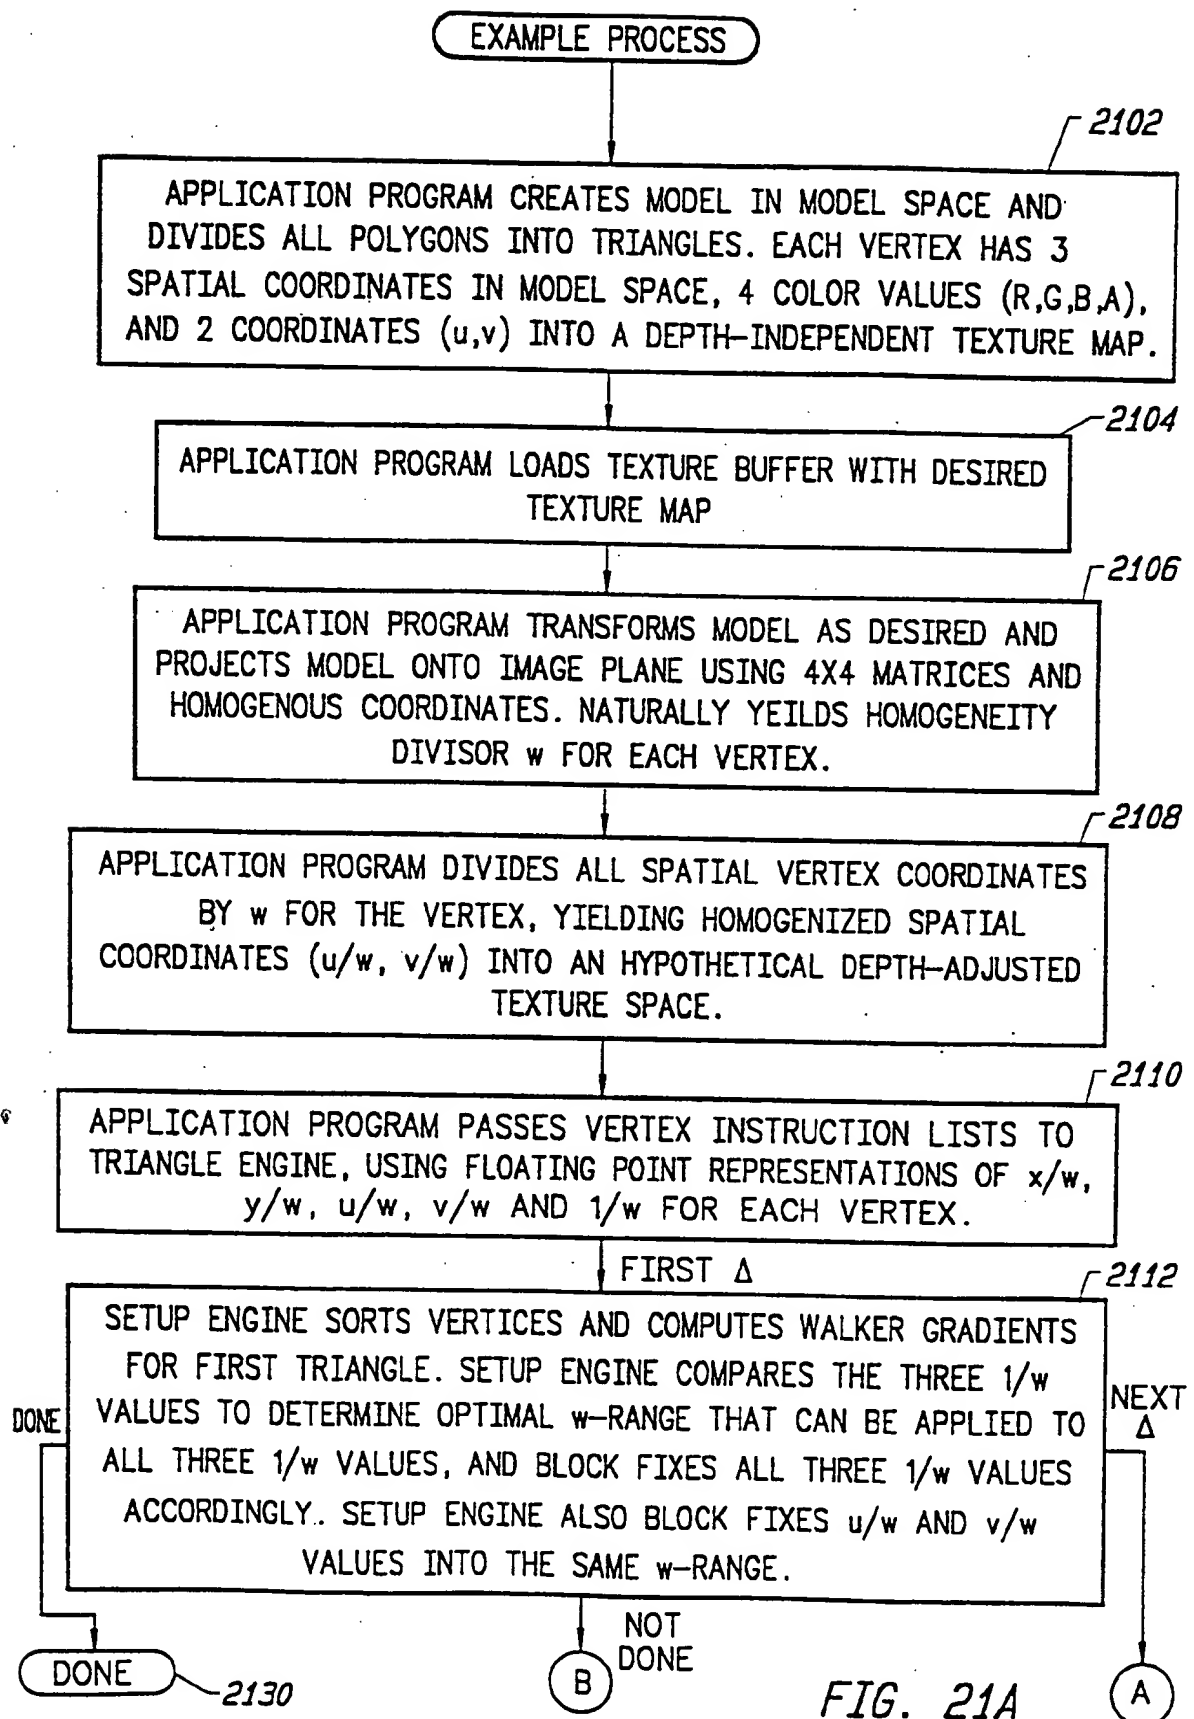 EXAMPLE PROCESS
2102
APPLICATION PROGRAM CREATES MODEL IN MODEL SPACE AND
DIVIDES ALL POLYGONS INTO TRIANGLES. EACH VERTEX HAS 3
SPATIAL COORDINATES IN MODEL SPACE, 4 COLOR VALUES (R,G,B,A),
AND 2 COORDINATES (u,v) INTO A DEPTH-INDEPENDENT TEXTURE MAP.
2104
APPLICATION PROGRAM LOADS TEXTURE BUFFER WITH DESIRED
TEXTURE MAP
2106
APPLICATION PROGRAM TRANSFORMS MODEL AS DESIRED AND
PROJECTS MODEL ONTO IMAGE PLANE USING 4X4 MATRICES AND
HOMOGENOUS COORDINATES. NATURALLY YEILDS HOMOGENEITY
DIVISOR w FOR EACH VERTEX.
2108
APPLICATION PROGRAM DIVIDES ALL SPATIAL VERTEX COORDINATES
BY w FOR THE VERTEX, YIELDING HOMOGENIZED SPATIAL
COORDINATES (u/w, v/w) INTO AN HYPOTHETICAL DEPTH-ADJUSTED
TEXTURE SPACE.
2110
APPLICATION PROGRAM PASSES VERTEX INSTRUCTION LISTS TO
TRIANGLE ENGINE, USING FLOATING POINT REPRESENTATIONS OF x/w,
y/w, u/w, v/w AND 1/w FOR EACH VERTEX.
FIRST Δ
2112
SETUP ENGINE SORTS VERTICES AND COMPUTES WALKER GRADIENTS
FOR FIRST TRIANGLE. SETUP ENGINE COMPARES THE THREE 1/w
VALUES TO DETERMINE OPTIMAL w-RANGE THAT CAN BE APPLIED TO
ALL THREE 1/w VALUES, AND BLOCK FIXES ALL THREE 1/w VALUES
ACCORDINGLY. SETUP ENGINE ALSO BLOCK FIXES u/w AND v/w
VALUES INTO THE SAME w-RANGE.
DONE
NEXT
Δ
NOT
DONE
DONE
2130
B
FIG. 21A
A